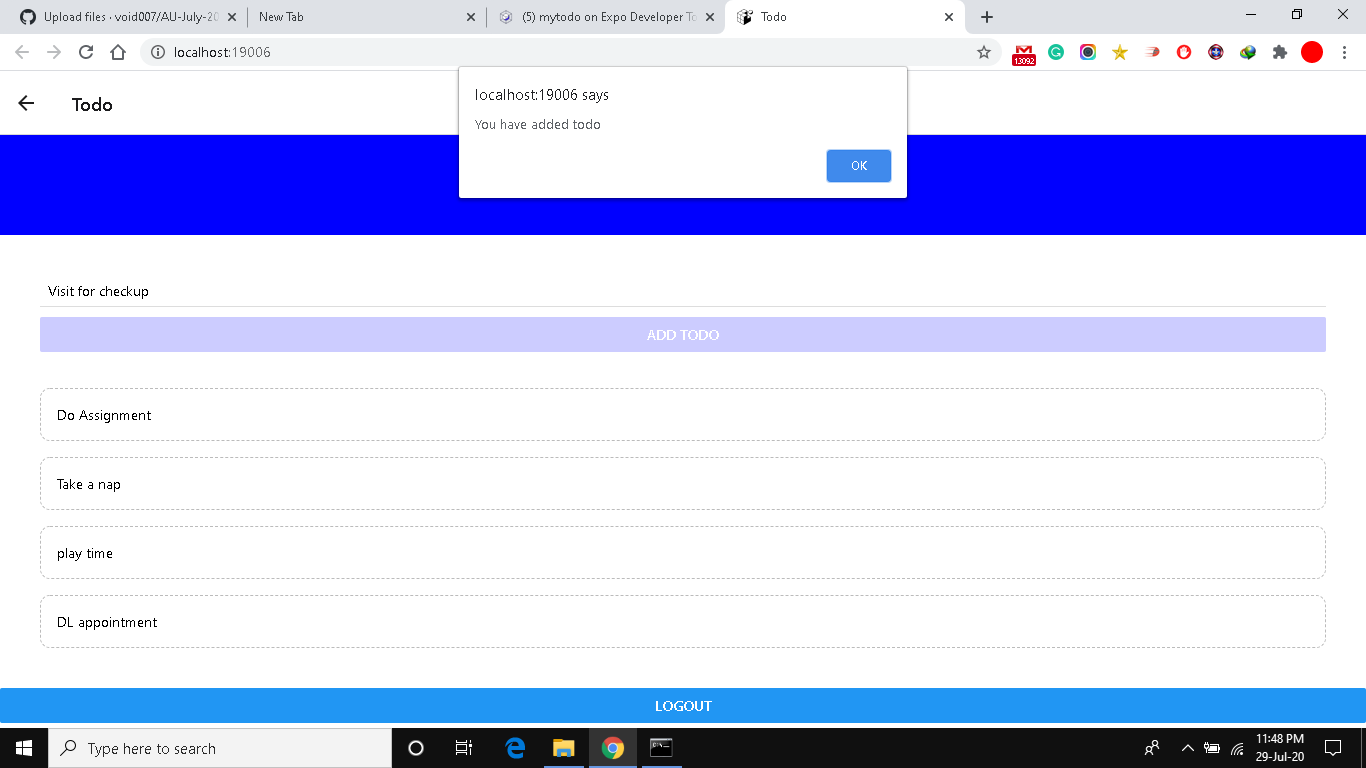 Upload files · void007/AU-July-20
New Tab
(5) mytodo on Expo Developer To
Todo
localhost:19006
13092
Todo
localhost:19006 says
You have added todo
OK
Visit for checkup
ADD TODO
Do Assignment
Take a nap
play time
DL appointment
LOGOUT
Type here to search
11:48 PM
29-Jul-20